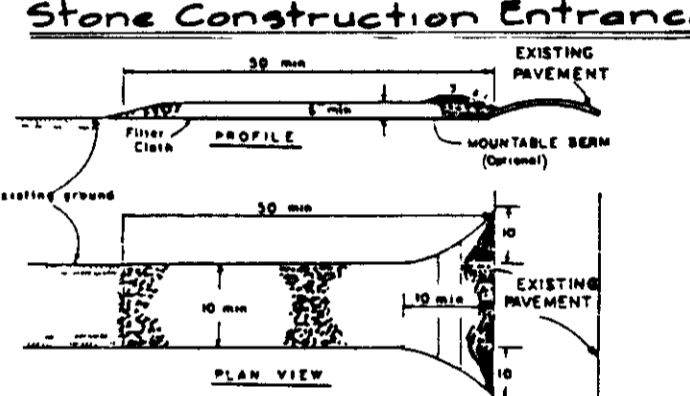 Stone Construction Entranc
50 min
EXISTING
PAVEMENT
6 min
Filter
Cloth
PROFILE
MOUNTABLE BERM
(Optional)
existing ground
50 min
10
10 min
10 min
EXISTING
PAVEMENT
10
PLAN VIEW